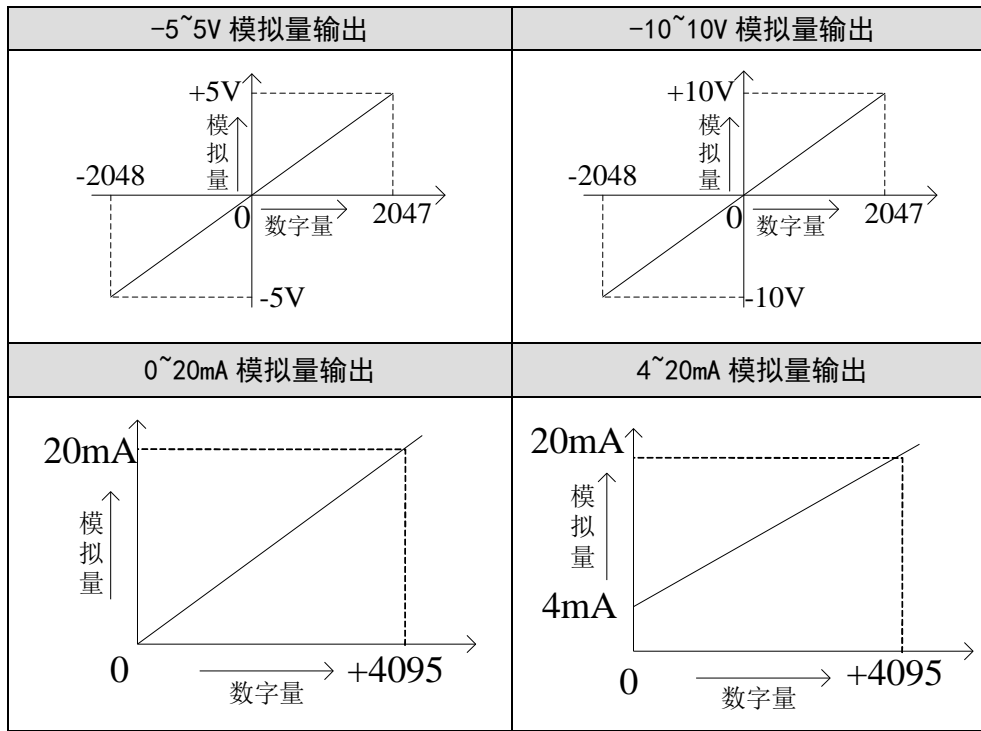 -5~5V 模拟量输出
-10~10V 模拟量输出
+5V
模拟量
-2048
0
数字量
2047
-5V
+10V
模拟量
-2048
0
数字量
2047
-10V
0~20mA 模拟量输出
4~20mA 模拟量输出
20mA
模拟量
0
数字量
+4095
20mA
模拟量
4mA
0
数字量
+4095